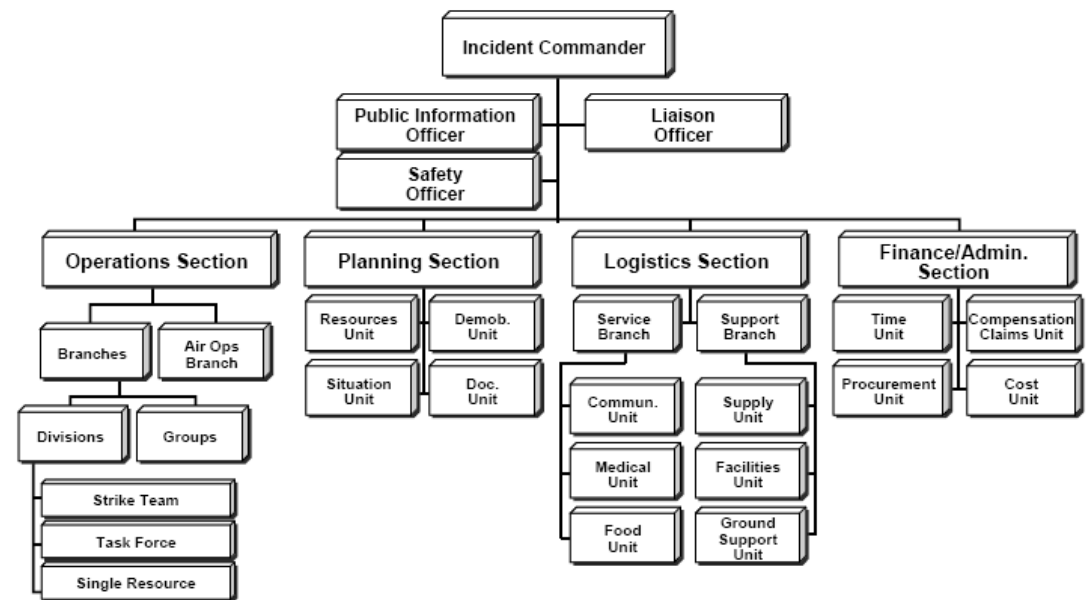 Incident Commander
Public Information
Officer
Liaison
Officer
Safety
Officer
Operations Section
Planning Section
Logistics Section
Finance/Admin.
Section
Branches
Air Ops
Branch
Divisions
Groups
Strike Team
Task Force
Single Resource
Resources
Unit
Demob.
Unit
Situation
Unit
Doc.
Unit
Service
Branch
Support
Branch
Commun.
Unit
Supply
Unit
Medical
Unit
Facilities
Unit
Food
Unit
Ground
Support
Unit
Time
Unit
Compensation
Claims Unit
Procurement
Unit
Cost
Unit